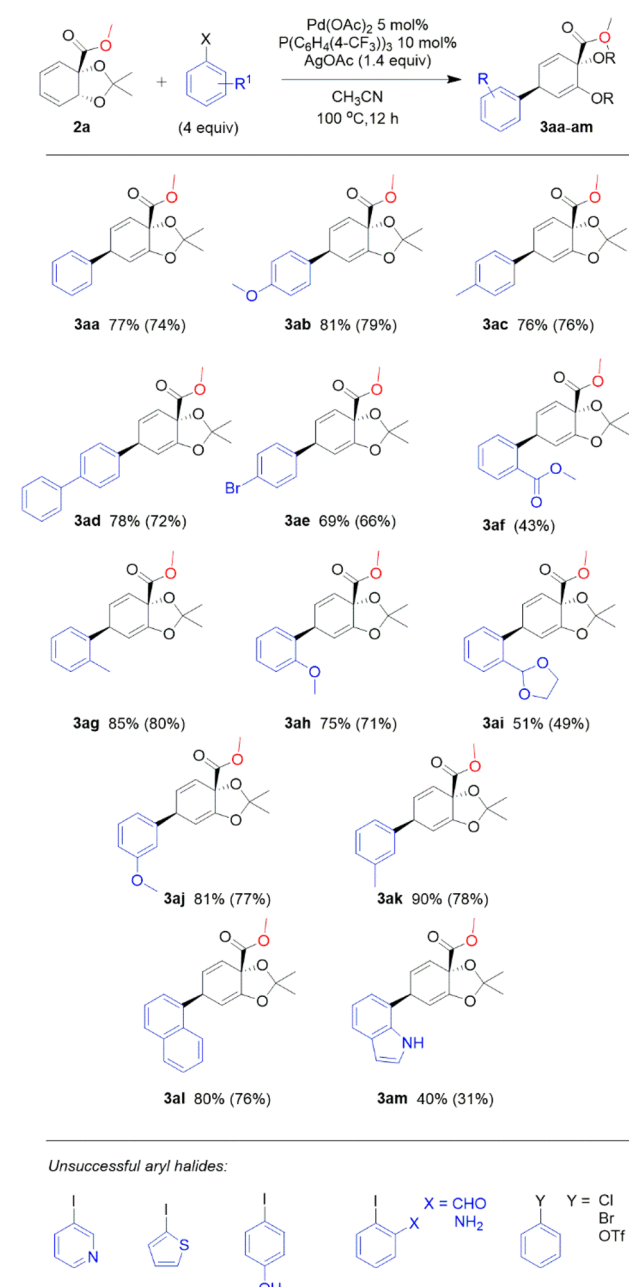 Pd(OAc)2 5 mol%
P(C6H4(4-CF3))3 10 mol%
AgOAc (1.4 equiv)
CH3CN
100 ºC,12 h
O
O
O
O
2a
+
X
R1
(4 equiv)
O
O
OR
OR
R
3aa-am
O
O
O
O
3aa 77% (74%)
O
O
O
O
O
3ab 81% (79%)
O
O
O
O
3ac 76% (76%)
O
O
O
O
3ad 78% (72%)
O
O
O
O
Br
3ae 69% (66%)
O
O
O
O
O
O
3af (43%)
O
O
O
O
3ag 85% (80%)
O
O
O
O
O
3ah 75% (71%)
O
O
O
O
O
O
3ai 51% (49%)
O
O
O
O
O
3aj 81% (77%)
O
O
O
O
3ak 90% (78%)
O
O
O
O
3al 80% (76%)
O
O
O
O
NH
3am 40% (31%)
Unsuccessful aryl halides:
I
N
I
S
I
OH
I
X
X = CHO
NH2
Y
Y = Cl
Br
OTf